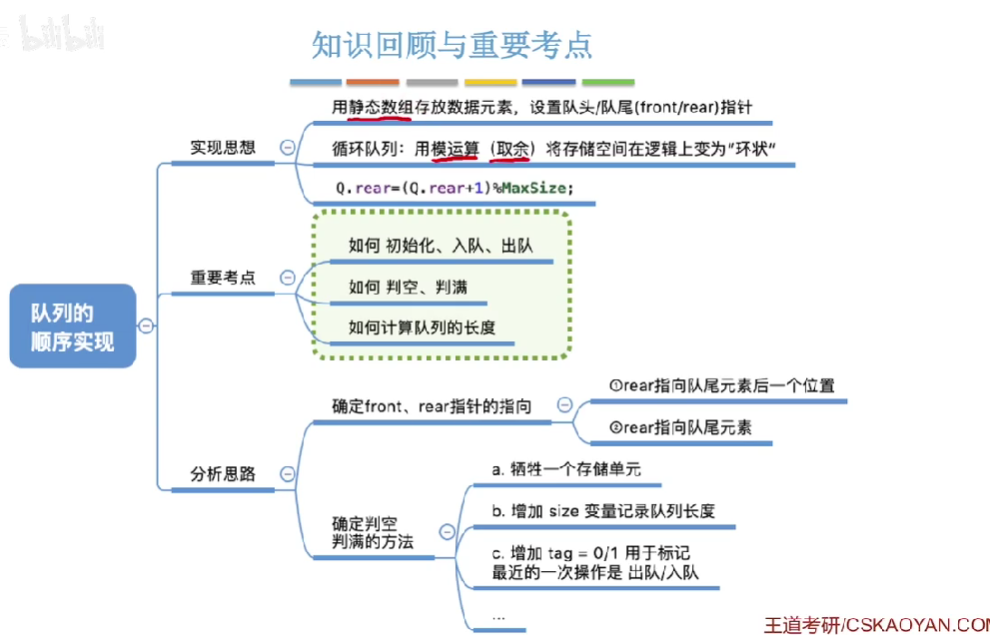 bilibili
知识回顾与重要考点
用静态数组存放数据元素，设置队头/队尾(front/rear)指针
实现思想
循环队列：用模运算（取余）将存储空间在逻辑上变为“环状”
Q.rear=(Q.rear+1)%MaxSize;
如何 初始化、入队、出队
重要考点
如何 判空、判满
如何计算队列的长度
队列的
顺序实现
①rear指向队尾元素后一个位置
确定front、rear指针的指向
②rear指向队尾元素
分析思路
a. 牺牲一个存储单元
确定判空
判满的方法
b. 增加 size 变量记录队列长度
c. 增加 tag = 0/1 用于标记
最近的一次操作是 出队/入队
...
王道考研/CSKAOYAN.COM